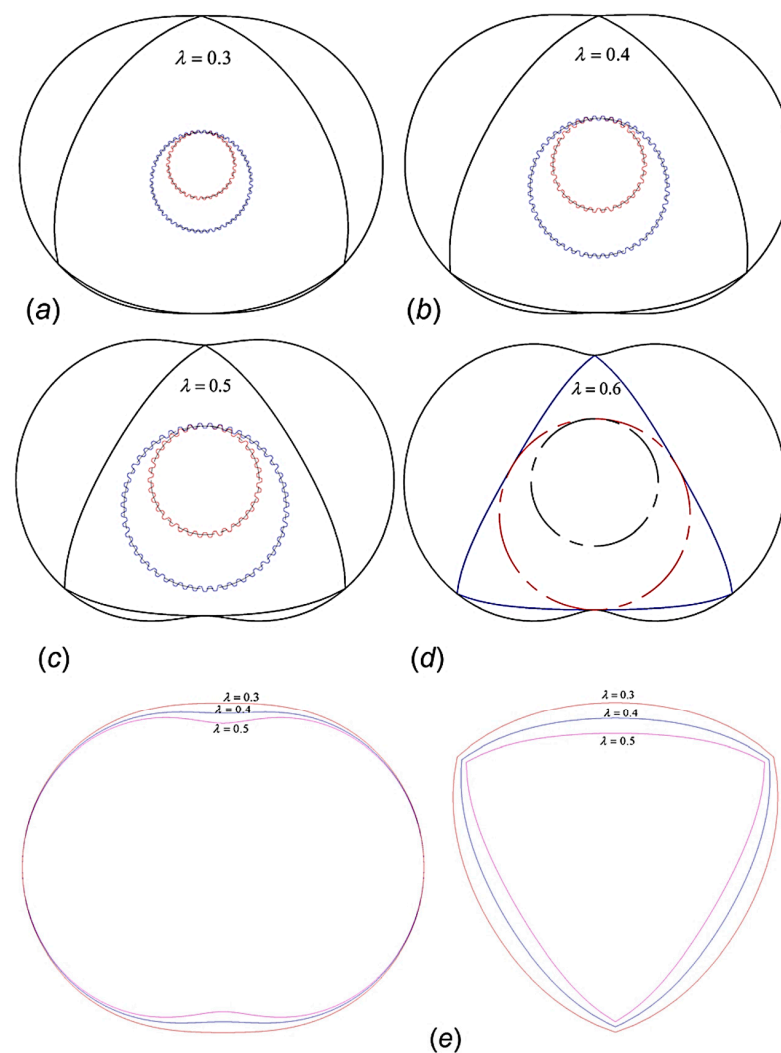 λ = 0.3
λ = 0.4
(a)
(b)
λ = 0.5
λ = 0.6
(c)
(d)
λ = 0.3
λ = 0.4
λ = 0.5
λ = 0.3
λ = 0.4
λ = 0.5
(e)